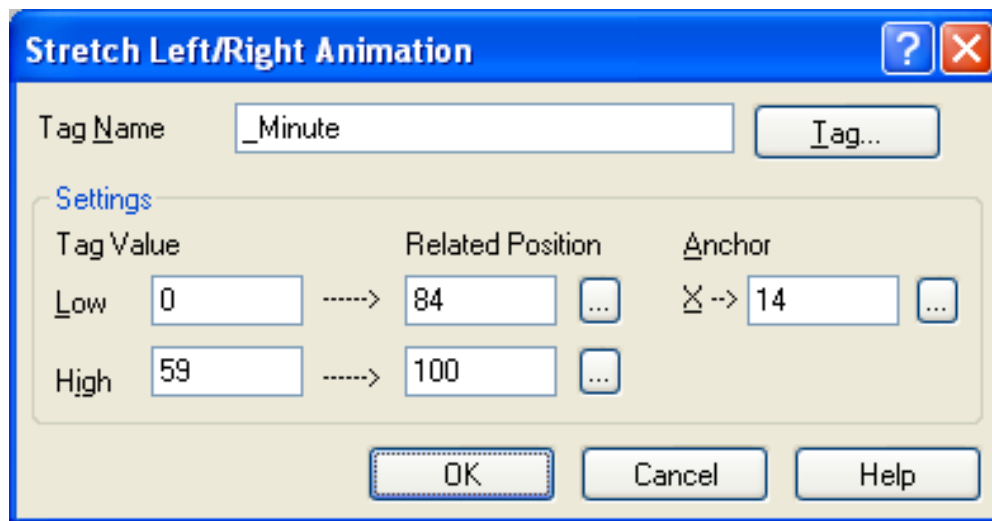 Stretch Left/Right Animation ?
Tag Name _Minute Tag...
Settings
Tag Value Related Position Anchor
Low 0 ------> 84 ... X --> 14 ...
High 59 ------> 100 ...
OK Cancel Help